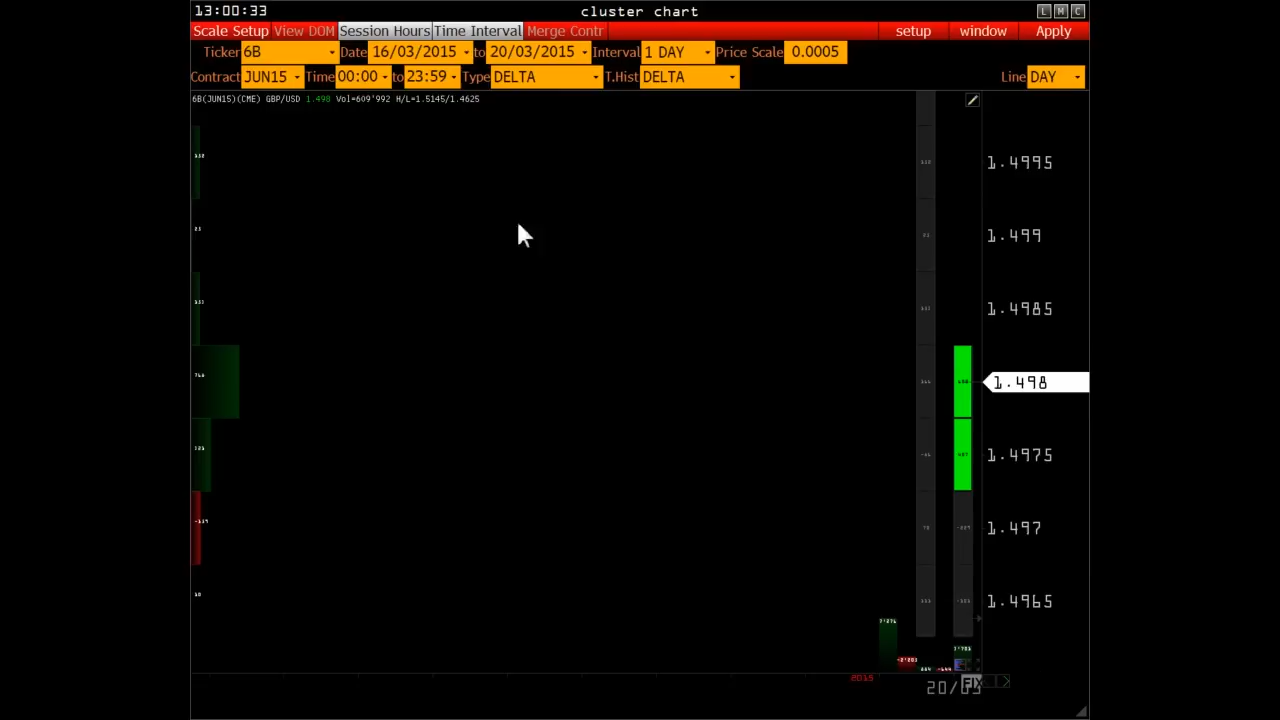 13:00:33 cluster chart L M C
Scale Setup View DOM Session Hours Time Interval Merge Contr setup window Apply
Ticker 6B Date 16/03/2015 to 20/03/2015 Interval 1 DAY Price Scale 0.0005
Contract JUN15 Time 00:00 to 23:59 Type DELTA T.Hist DELTA Line DAY
6B(JUN15)(CME) GBP/USD 1.498 Vol=609'992 H/L=1.5145/1.4625
1.4995
1.499
1.4985
1.498
1.4975
1.497
1.4965
2015
20/03
FIX